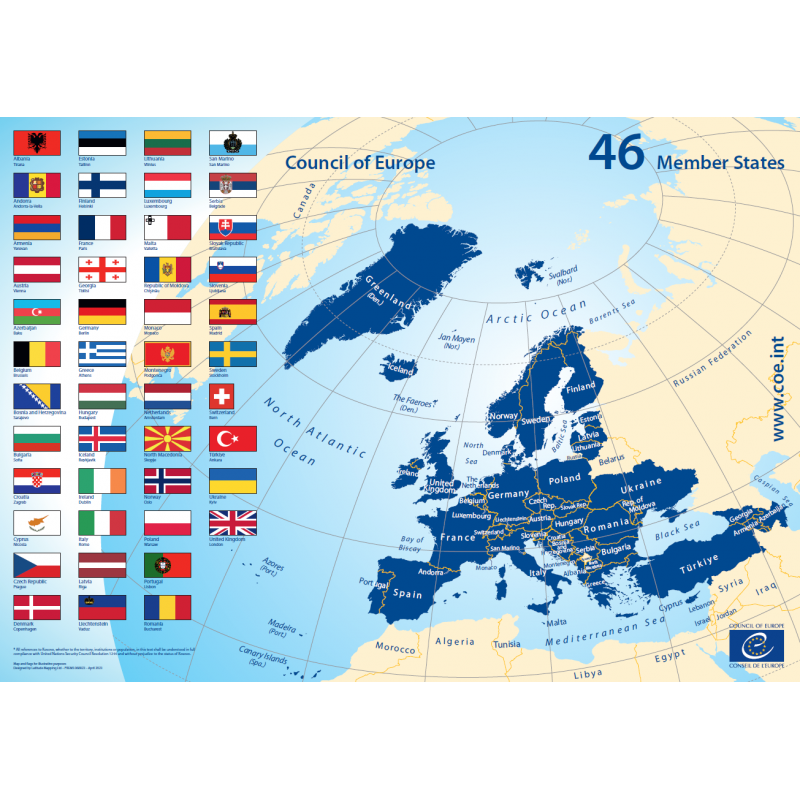 Council of Europe
46 Member States
Albania
Tirana
Andorra
Andorra la Vella
Armenia
Yerevan
Austria
Vienna
Azerbaijan
Baku
Belgium
Brussels
Bosnia and Herzegovina
Sarajevo
Bulgaria
Sofia
Croatia
Zagreb
Cyprus
Nicosia
Czech Republic
Prague
Denmark
Copenhagen
Estonia
Tallinn
Finland
Helsinki
France
Paris
Georgia
Tbilisi
Germany
Berlin
Greece
Athens
Hungary
Budapest
Iceland
Reykjavik
Ireland
Dublin
Italy
Rome
Latvia
Riga
Liechtenstein
Vaduz
Lithuania
Vilnius
Luxembourg
Luxembourg
Malta
Valletta
Republic of Moldova
Chișinău
Monaco
Monaco
Montenegro
Podgorica
Netherlands
Amsterdam
North Macedonia
Skopje
Norway
Oslo
Poland
Warsaw
Portugal
Lisbon
Romania
Bucharest
San Marino
San Marino
Serbia
Belgrade
Slovak Republic
Bratislava
Slovenia
Ljubljana
Spain
Madrid
Sweden
Stockholm
Switzerland
Bern
Türkiye
Ankara
Ukraine
Kyiv
United Kingdom
London
Canada
Greenland
(Den.)
Svalbard
(Nor.)
Arctic Ocean
Barents Sea
Jan Mayen
(Nor.)
Iceland
The Faeroes
(Den.)
Russian Federation
www.coe.int
North Atlantic
Ocean
Norway
Sweden
Finland
Estonia
Latvia
Lithuania
Russia
Baltic Sea
North
Sea
Denmark
Belarus
Ireland
United
Kingdom
The
Netherlands
Belgium
Germany
Poland
Ukraine
Luxembourg
Czech
Rep.
Slovak Rep.
Rep. of
Moldova
Caspian Sea
Liechtenstein
Austria
Hungary
Romania
France
Switzerland
Slovenia
Croatia
Serbia
Bulgaria
Black Sea
Georgia
Armenia
Azerbaijan
Bay of
Biscay
San Marino
Monaco
Italy
Montenegro
Albania
Greece
Türkiye
Andorra
Portugal
Spain
Azores
(Port.)
Madeira
(Port.)
Canary Islands
(Spa.)
Malta
Mediterranean Sea
Cyprus
Lebanon
Syria
Iraq
Israel
Jordan
Morocco
Algeria
Tunisia
Libya
Egypt
COUNCIL OF EUROPE
CONSEIL DE L'EUROPE